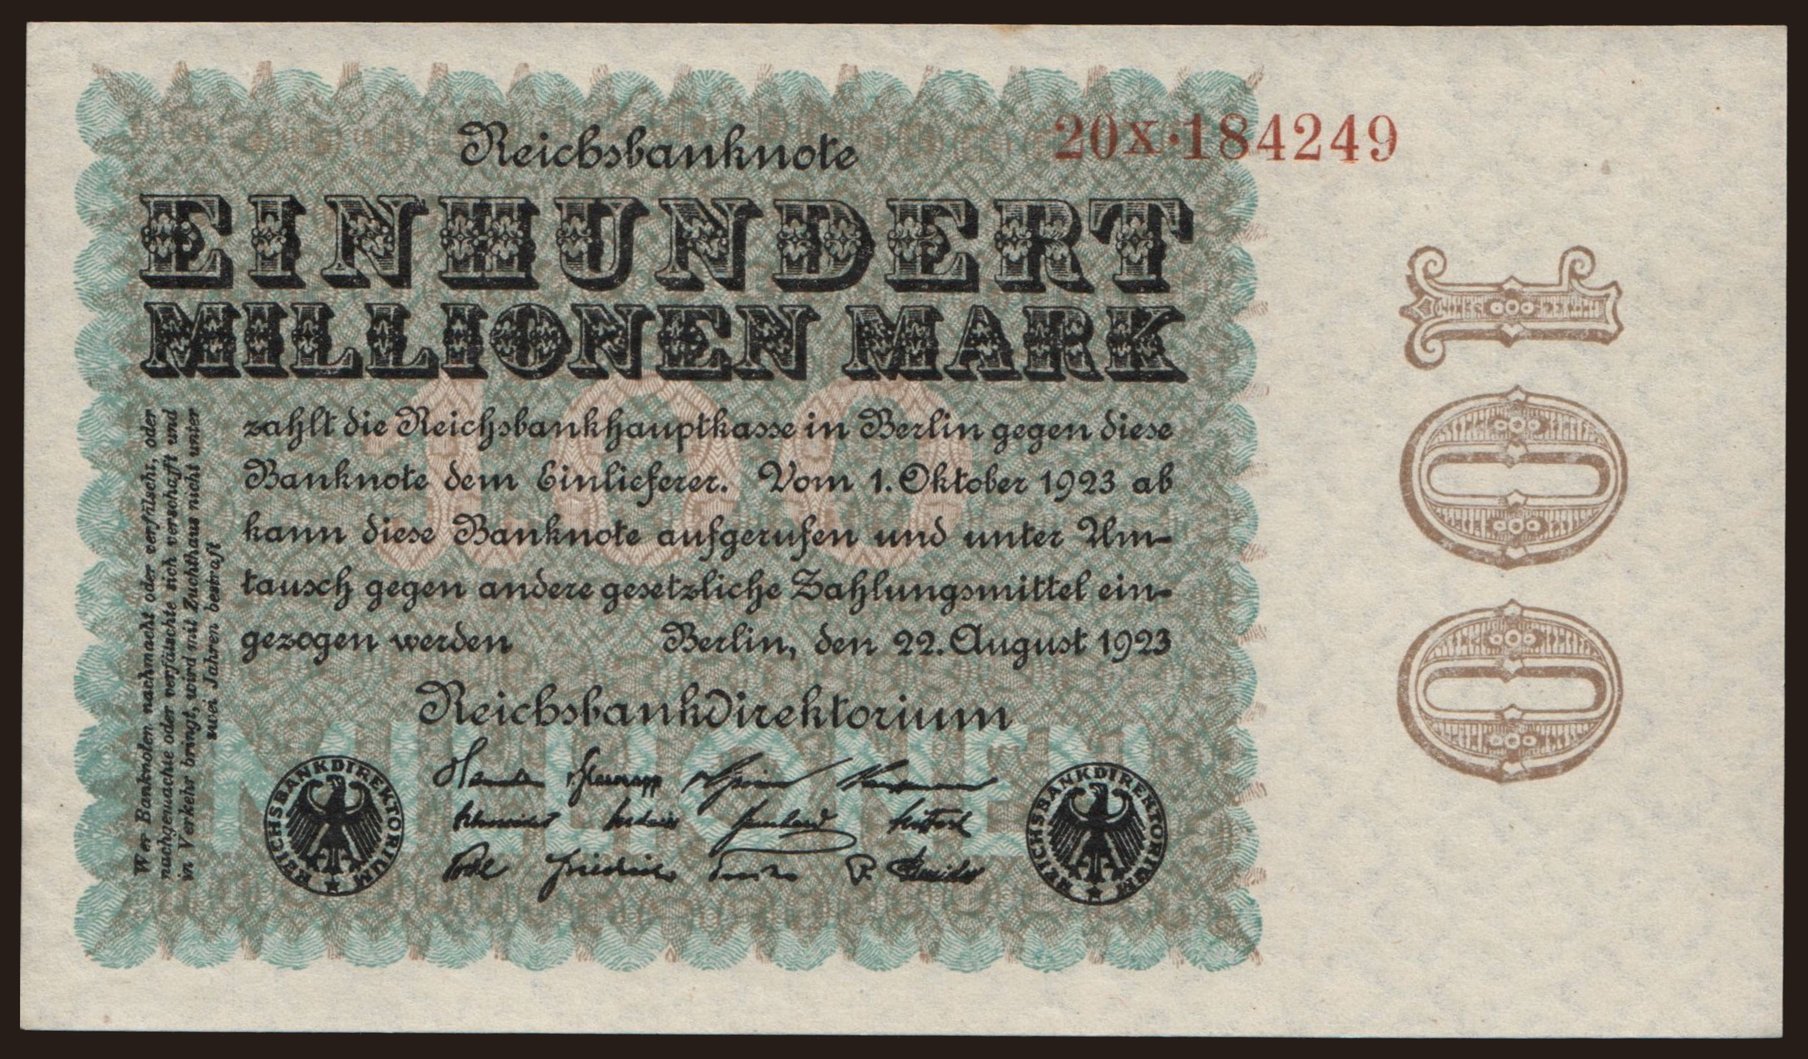 Reichsbanknote
20X·184249
EINHUNDERT
MILLIONEN MARK
100
zahlt die Reichsbankhauptkasse in Berlin gegen diese
Banknote dem Einlieferer. Vom 1. Oktober 1923 ab
kann diese Banknote aufgerufen und unter Um-
tausch gegen andere gesetzliche Zahlungsmittel ein-
gezogen werden
Berlin, den 22. August 1923
Reichsbankdirektorium
MILLIONEN
REICHSBANKDIREKTORIUM
REICHSBANKDIREKTORIUM
Wer Banknoten nachmacht oder verfälscht, oder
nachgemachte oder verfälschte sich verschafft und
in Verkehr bringt, wird mit Zuchthaus nicht unter
zwei Jahren bestraft
100